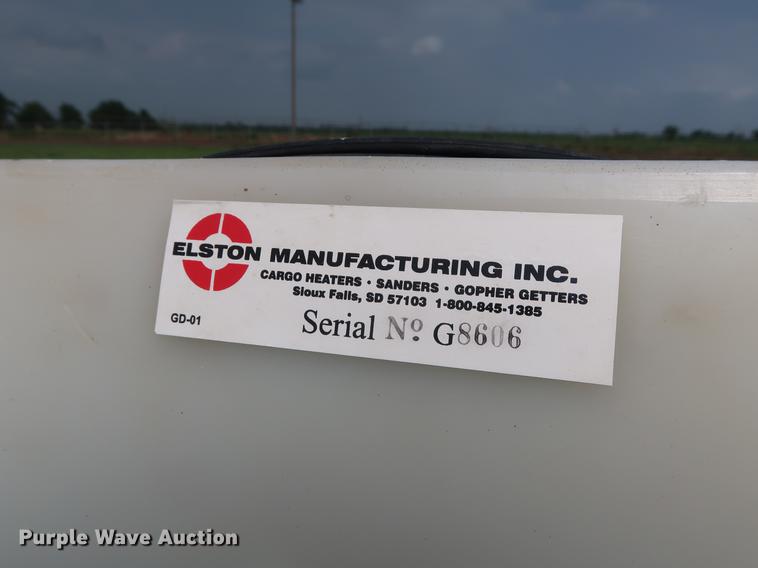 ELSTON MANUFACTURING INC.
CARGO HEATERS · SANDERS · GOPHER GETTERS
Sioux Falls, SD 57103 1-800-845-1385
GD-01
Serial Nº G8606
Purple Wave Auction